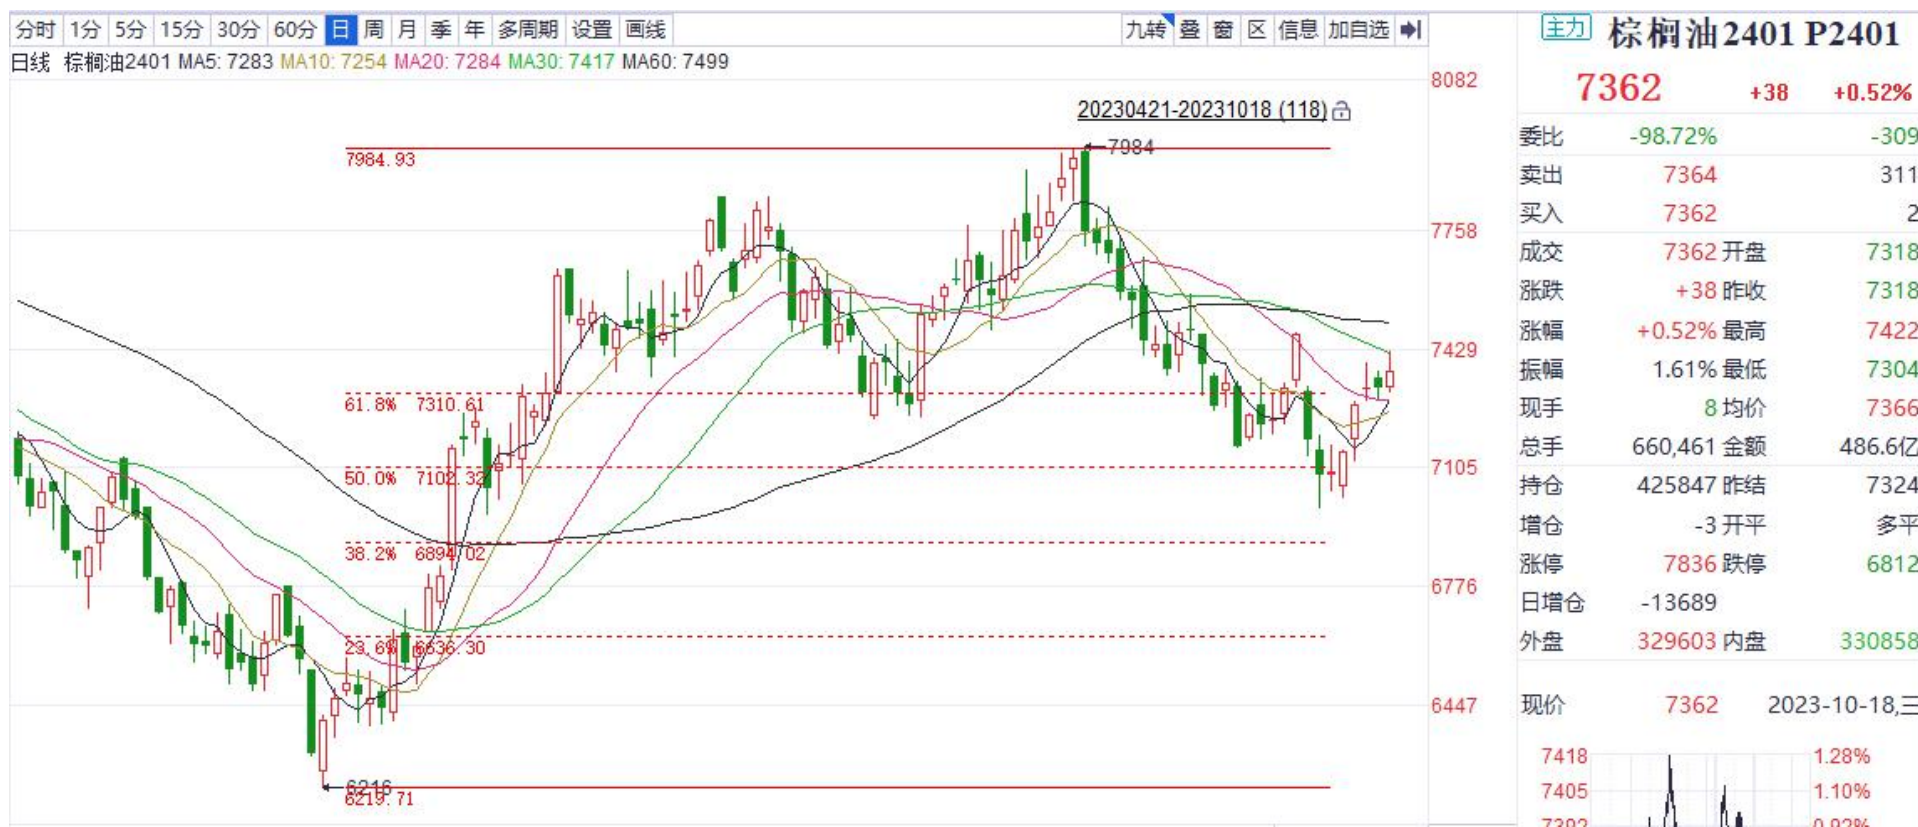 分时 1分 5分 15分 30分 60分 日 周 月 季 年 多周期 设置 画线 九转 叠 窗 区 信息 加自选
日线 棕榈油2401 MA5: 7283 MA10: 7254 MA20: 7284 MA30: 7417 MA60: 7499
20230421-20231018 (118)
7984
7984.93
61.8% 7310.61
50.0% 7102.32
38.2% 6894.02
23.6% 6636.30
6216
6219.71
8082
7758
7429
7105
6776
6447
主力 棕榈油2401 P2401
7362 +38 +0.52%
委比 -98.72% -309
卖出 7364 311
买入 7362 2
成交 7362 开盘 7318
涨跌 +38 昨收 7318
涨幅 +0.52% 最高 7422
振幅 1.61% 最低 7304
现手 8 均价 7366
总手 660,461 金额 486.6亿
持仓 425847 昨结 7324
增仓 -3 开平 多平
涨停 7836 跌停 6812
日增仓 -13689
外盘 329603 内盘 330858
现价 7362 2023-10-18,三
7418 1.28%
7405 1.10%
7392 0.92%